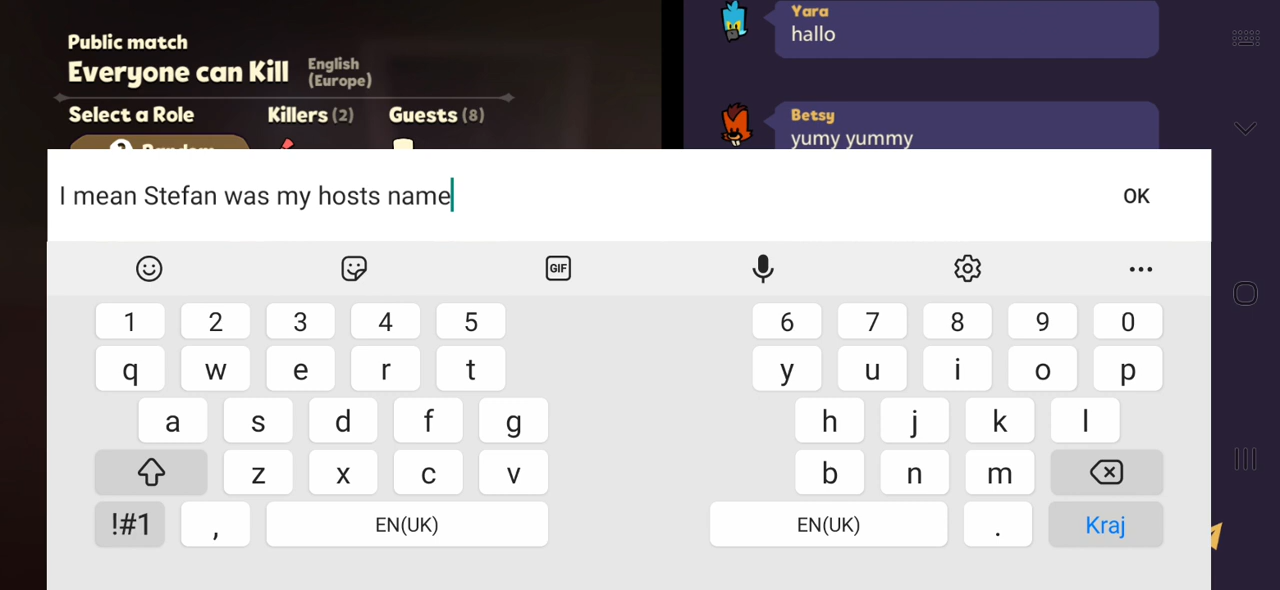 Public match
Everyone can Kill
English
(Europe)
Select a Role
Killers (2)
Guests (8)
Random
Yara
hallo
Betsy
yumy yummy
I mean Stefan was my hosts name
OK
GIF
1 2 3 4 5 6 7 8 9 0
q w e r t y u i o p
a s d f g h j k l
z x c v b n m
!#1 , EN(UK) EN(UK) . Kraj